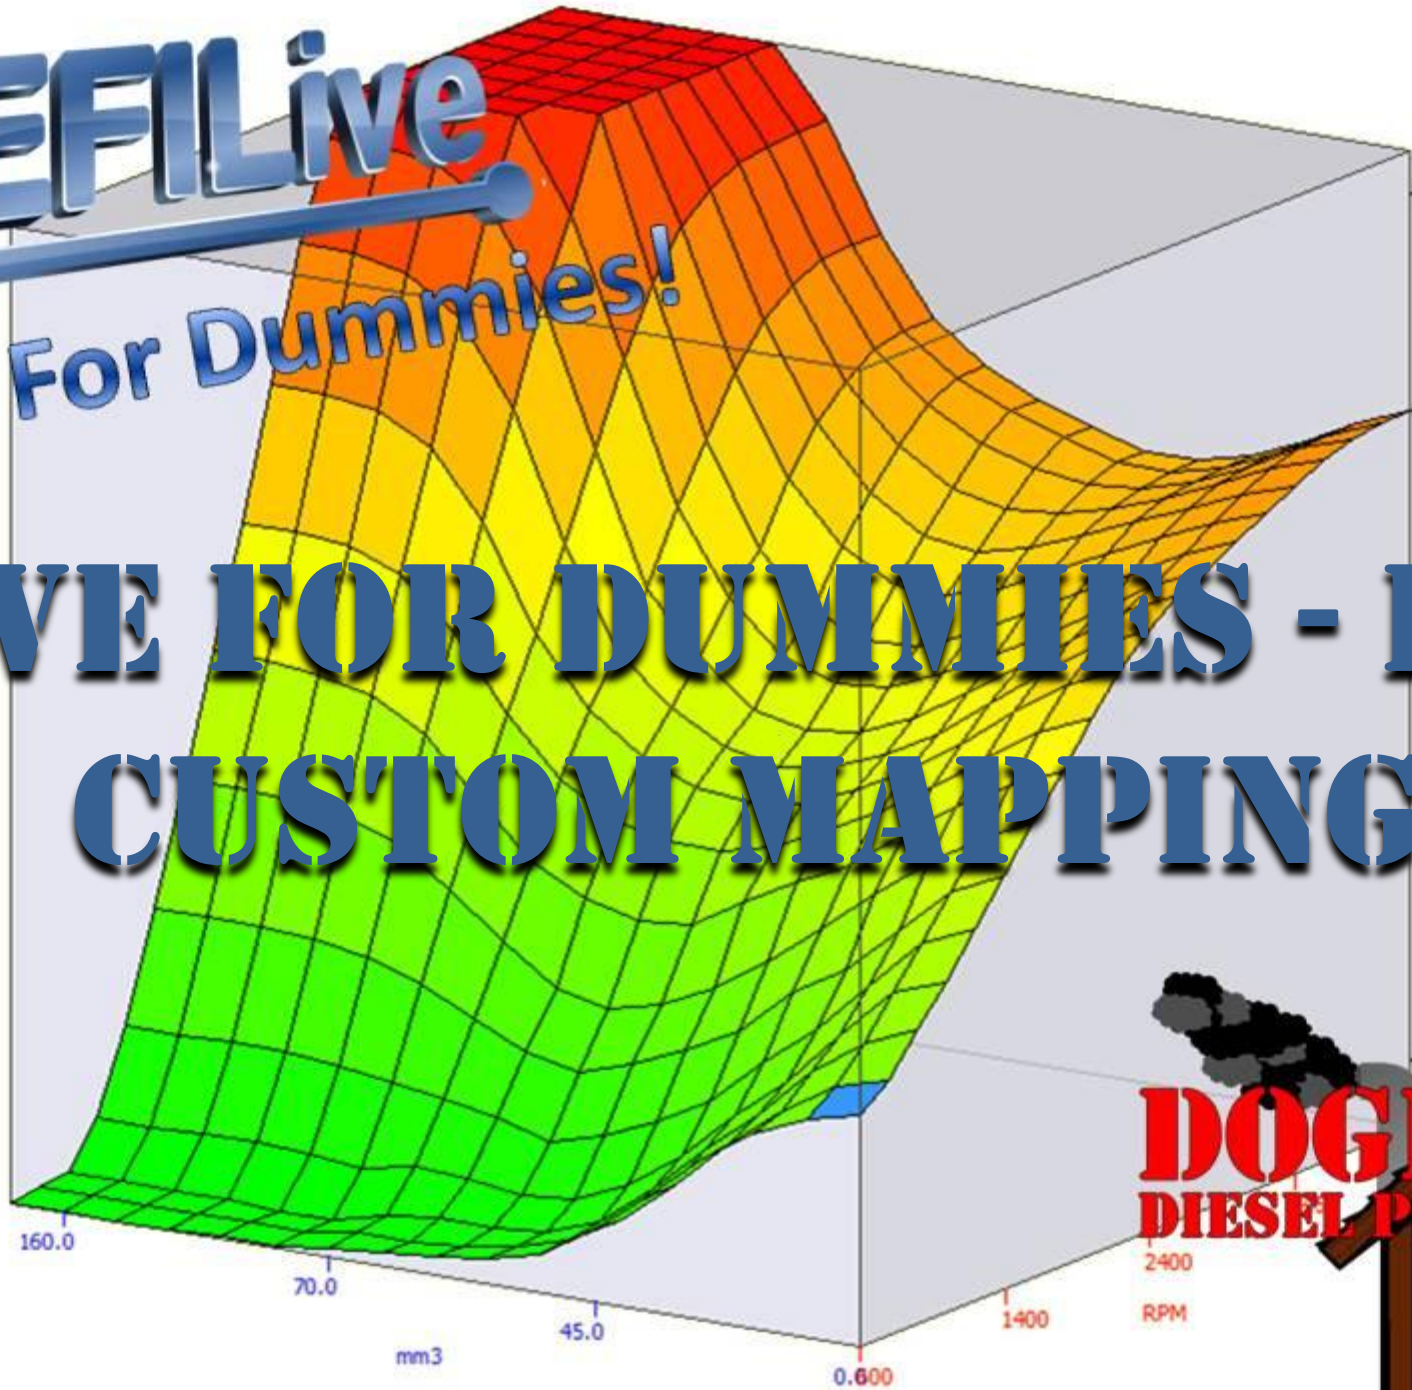 EFILive
For Dummies!
VE FOR DUMMIES -
CUSTOM MAPPING
DOG
DIESEL P
160.0
70.0
45.0
mm3
0.600
1400
2400
RPM